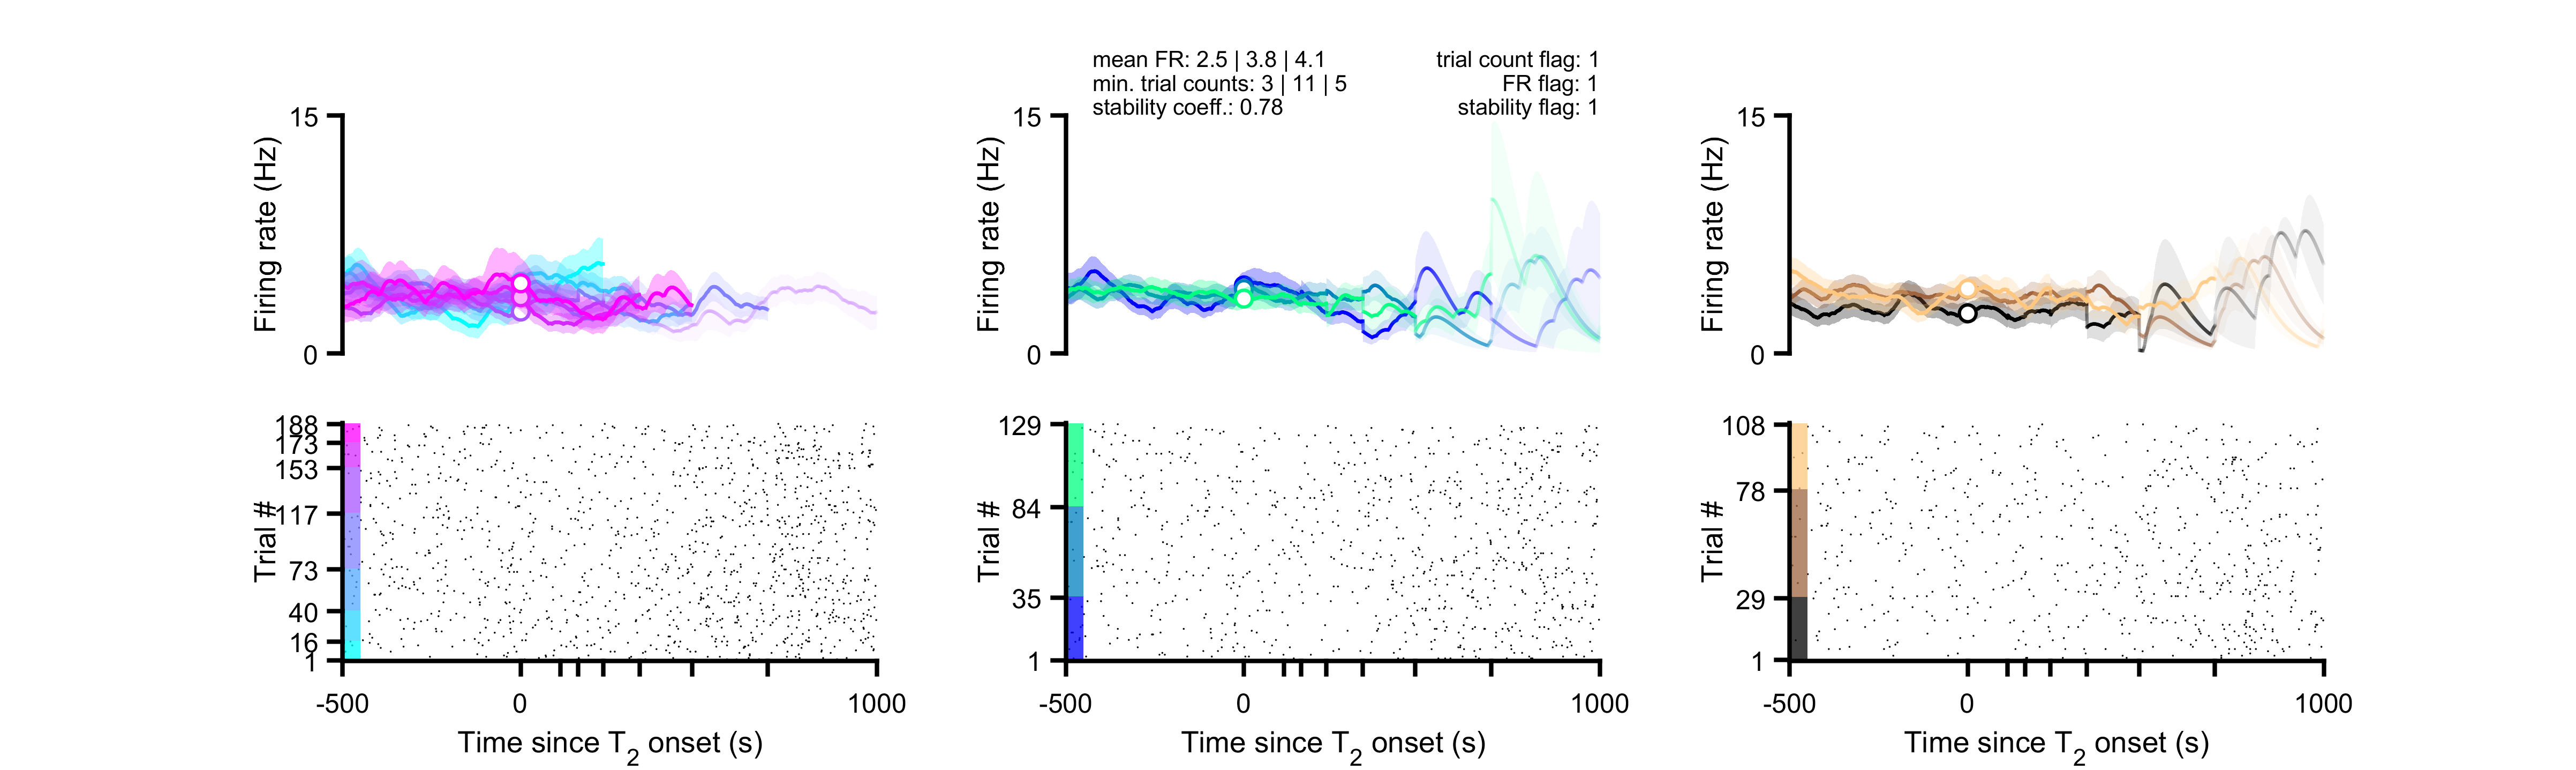 mean FR: 2.5 | 3.8 | 4.1
min. trial counts: 3 | 11 | 5
stability coeff.: 0.78
trial count flag: 1
FR flag: 1
stability flag: 1
15
0
Firing rate (Hz)
15
0
Firing rate (Hz)
15
0
Firing rate (Hz)
188
173
153
117
73
40
16
1
Trial #
-500
0
1000
Time since T2 onset (s)
129
84
35
1
Trial #
-500
0
1000
Time since T2 onset (s)
108
78
29
1
Trial #
-500
0
1000
Time since T2 onset (s)